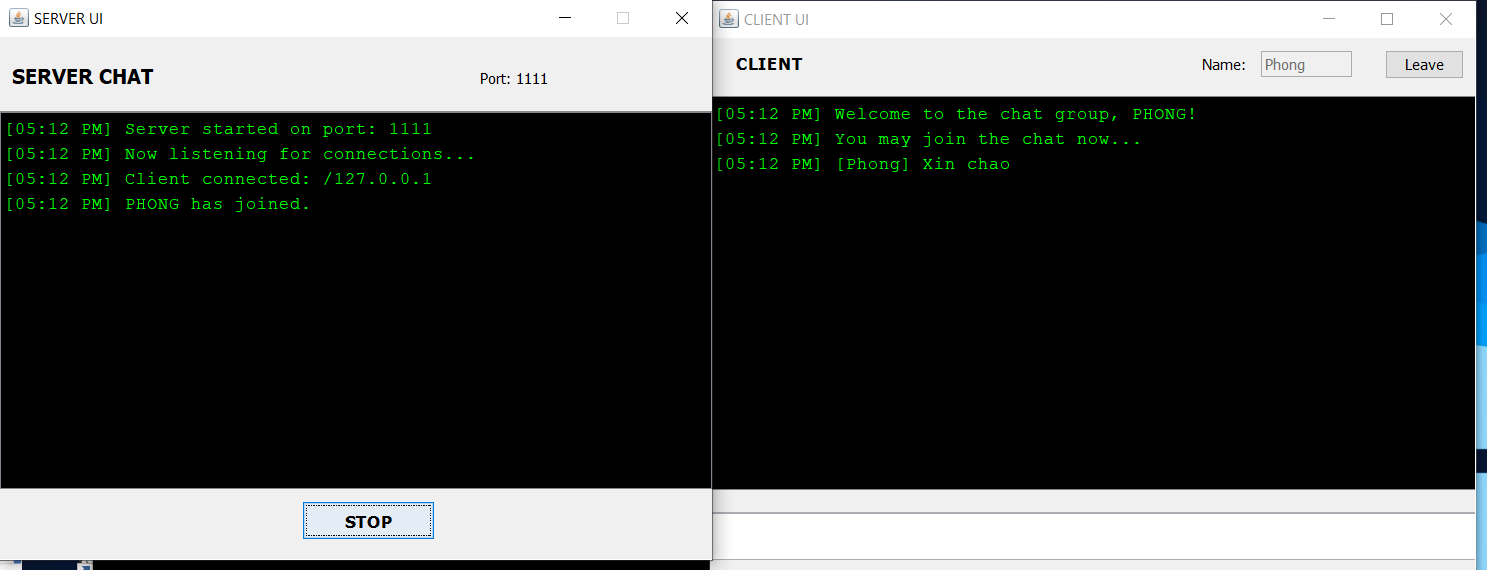 SERVER UI
SERVER CHAT
Port: 1111
[05:12 PM] Server started on port: 1111
[05:12 PM] Now listening for connections...
[05:12 PM] Client connected: /127.0.0.1
[05:12 PM] PHONG has joined.
STOP
CLIENT UI
CLIENT
Name: Phong Leave
[05:12 PM] Welcome to the chat group, PHONG!
[05:12 PM] You may join the chat now...
[05:12 PM] [Phong] Xin chao